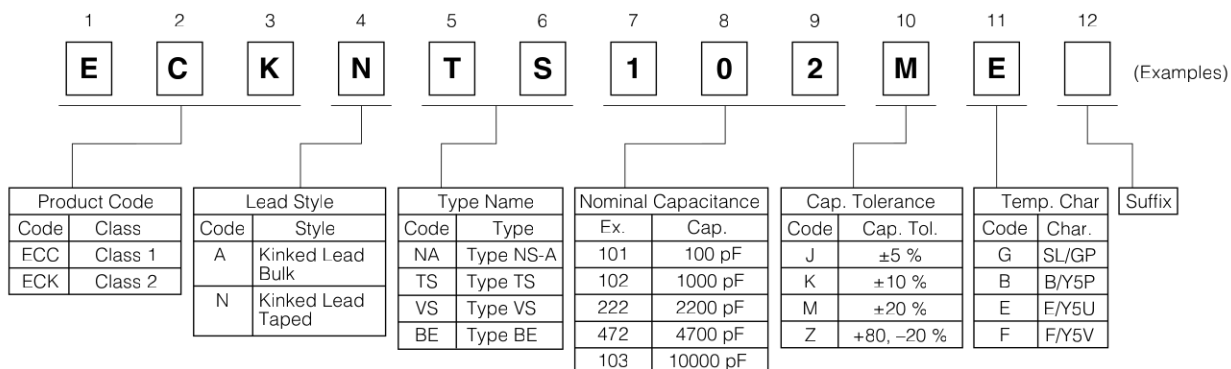 1 2 3 4 5 6 7 8 9 10 11 12
E C K N T S 1 0 2 M E (Examples)
Product Code
Code Class
ECC Class 1
ECK Class 2
Lead Style
Code Style
A Kinked Lead
Bulk
N Kinked Lead
Taped
Type Name
Code Type
NA Type NS-A
TS Type TS
VS Type VS
BE Type BE
Nominal Capacitance
Ex. Cap.
101 100 pF
102 1000 pF
222 2200 pF
472 4700 pF
103 10000 pF
Cap. Tolerance
Code Cap. Tol.
J ±5 %
K ±10 %
M ±20 %
Z +80, –20 %
Temp. Char
Code Char.
G SL/GP
B B/Y5P
E E/Y5U
F F/Y5V
Suffix